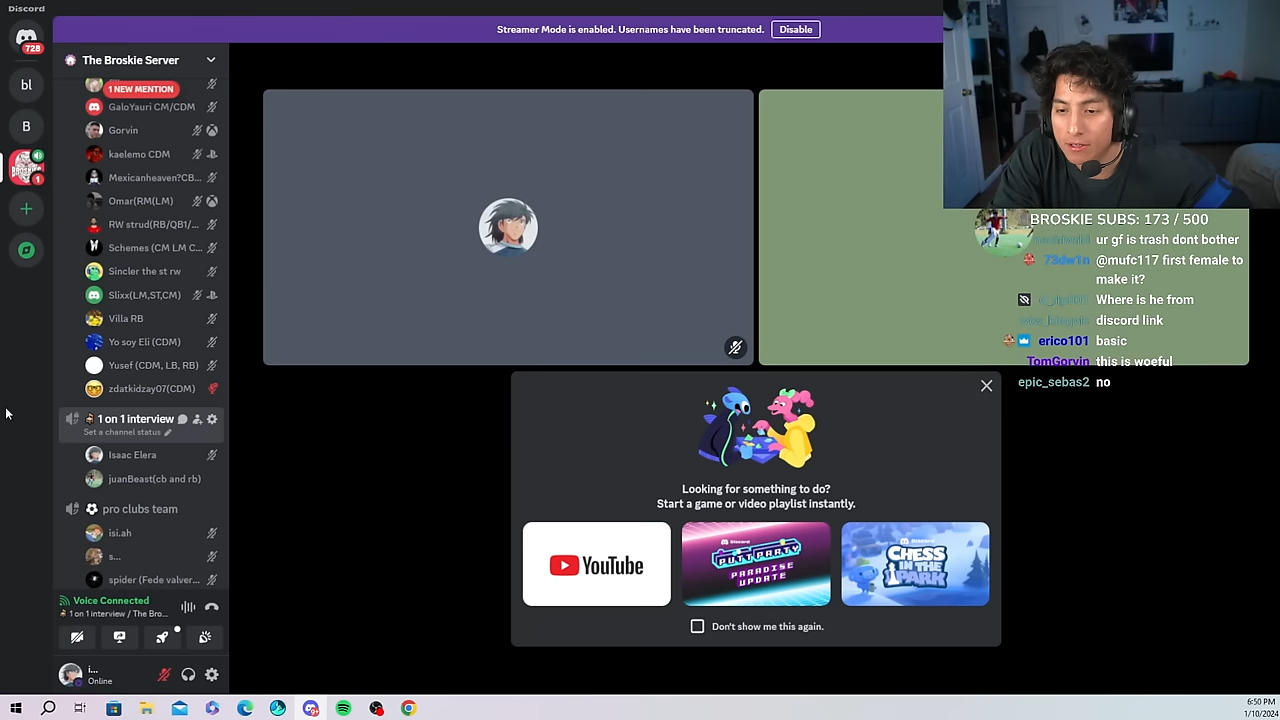 Discord
Streamer Mode is enabled. Usernames have been truncated.
Disable
728
The Broskie Server
bl
1 NEW MENTION
GaloYauri CM/CDM
B
Gorvin
kaelemo CDM
Mexicanheaven?CB...
1
Omar(RM(LM)
RW strud(RB/QB1/...
Schemes (CM LM C...
Sincler the st rw
Slixx(LM,ST,CM)
Villa RB
Yo soy Eli (CDM)
Yusef (CDM, LB, RB)
zdatkidzay07(CDM)
1 on 1 interview
Set a channel status
Isaac Elera
juanBeast(cb and rb)
pro clubs team
isi.ah
s...
spider (Fede valver...
Voice Connected
1 on 1 interview / The Bro...
i...
Online
BROSKIE SUBS: 173 / 500
ur gf is trash dont bother
73dw1n @mufc117 first female to
make it?
Where is he from
discord link
erico101 basic
TomGorvin this is woeful
epic_sebas2 no
Looking for something to do?
Start a game or video playlist instantly.
YouTube
Discord
PUTT PARTY
PARADISE
UPDATE
Discord
CHESS
IN THE
PARK
Don't show me this again.
6:50 PM
1/10/2024